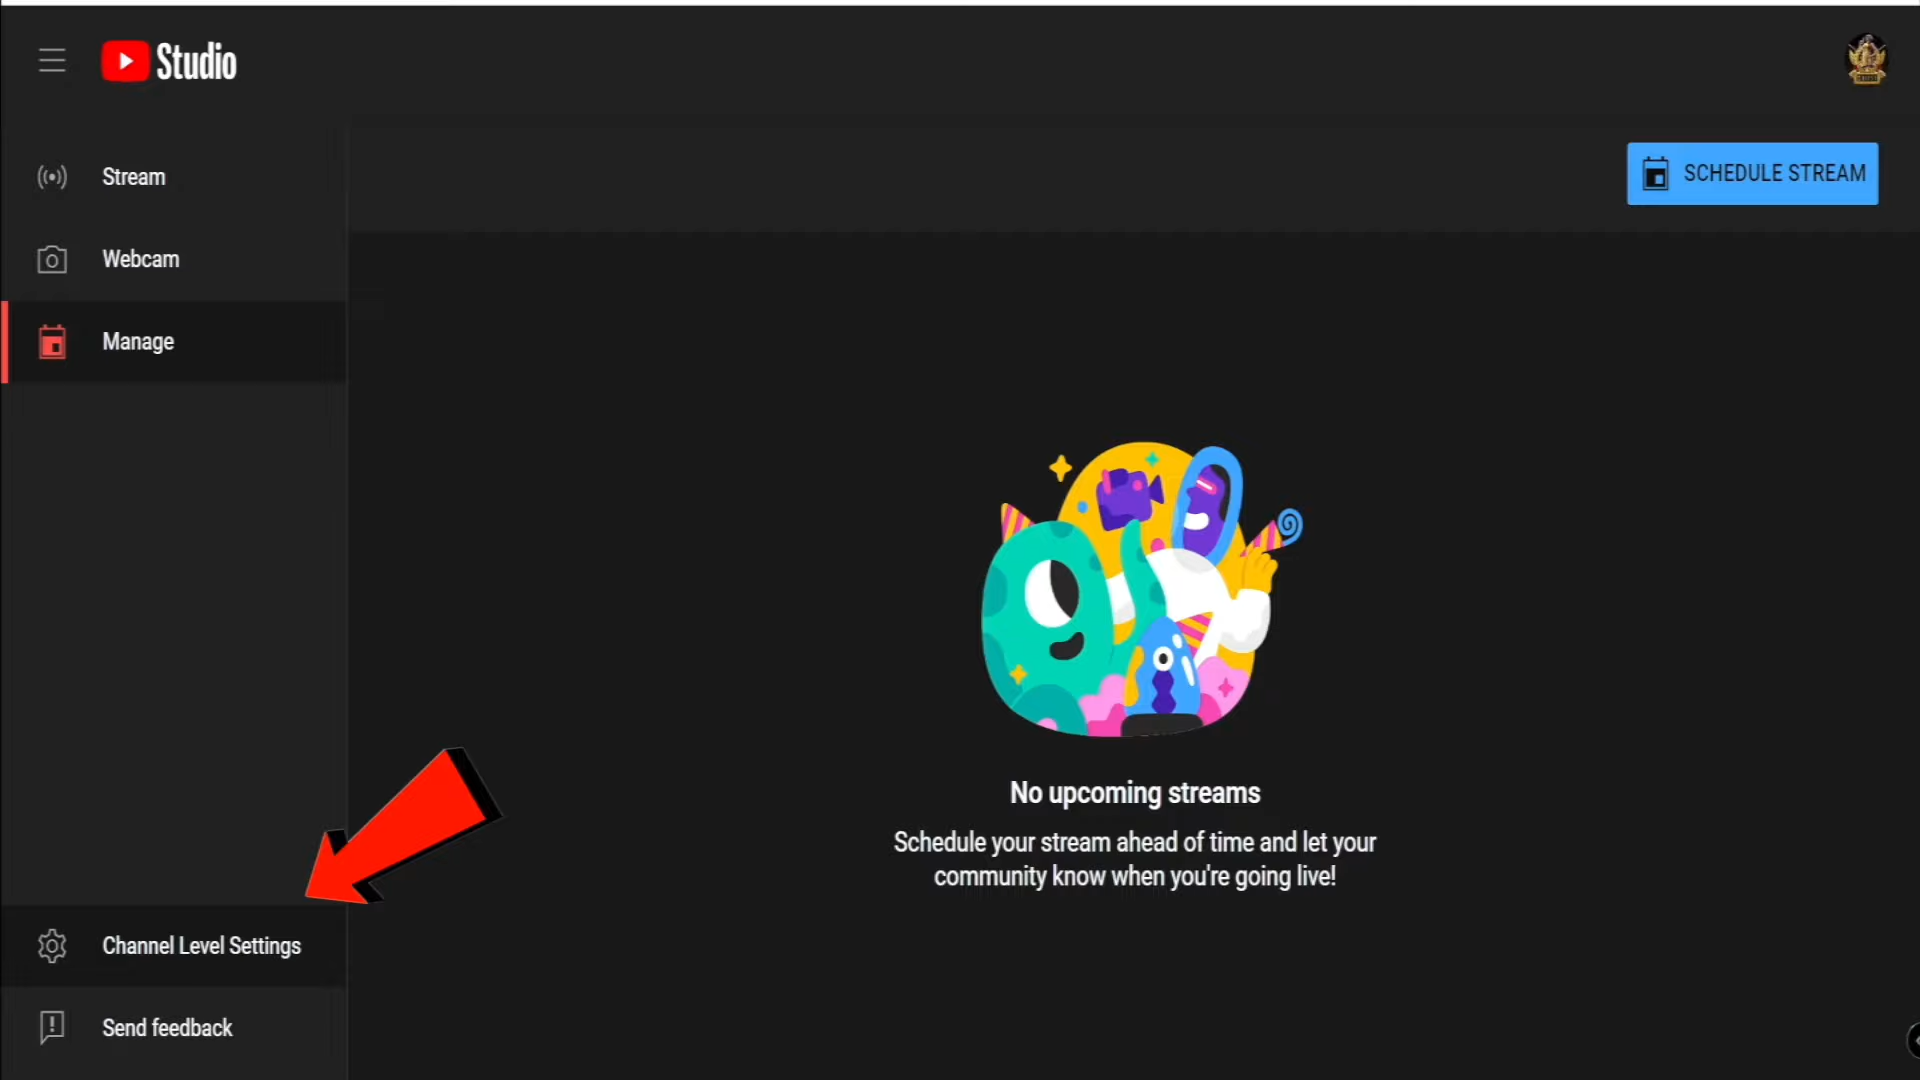 Studio
SCHEDULE STREAM
Stream
Webcam
Manage
No upcoming streams
Schedule your stream ahead of time and let your
community know when you're going live!
Channel Level Settings
Send feedback